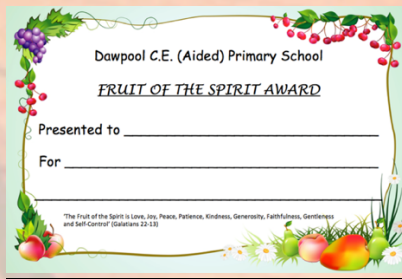 Dawpool C.E. (Aided) Primary School
FRUIT OF THE SPIRIT AWARD
Presented to
For
'The Fruit of the Spirit is Love, Joy, Peace, Patience, Kindness, Generosity, Faithfulness, Gentleness
and Self-Control' (Galatians 22-13)